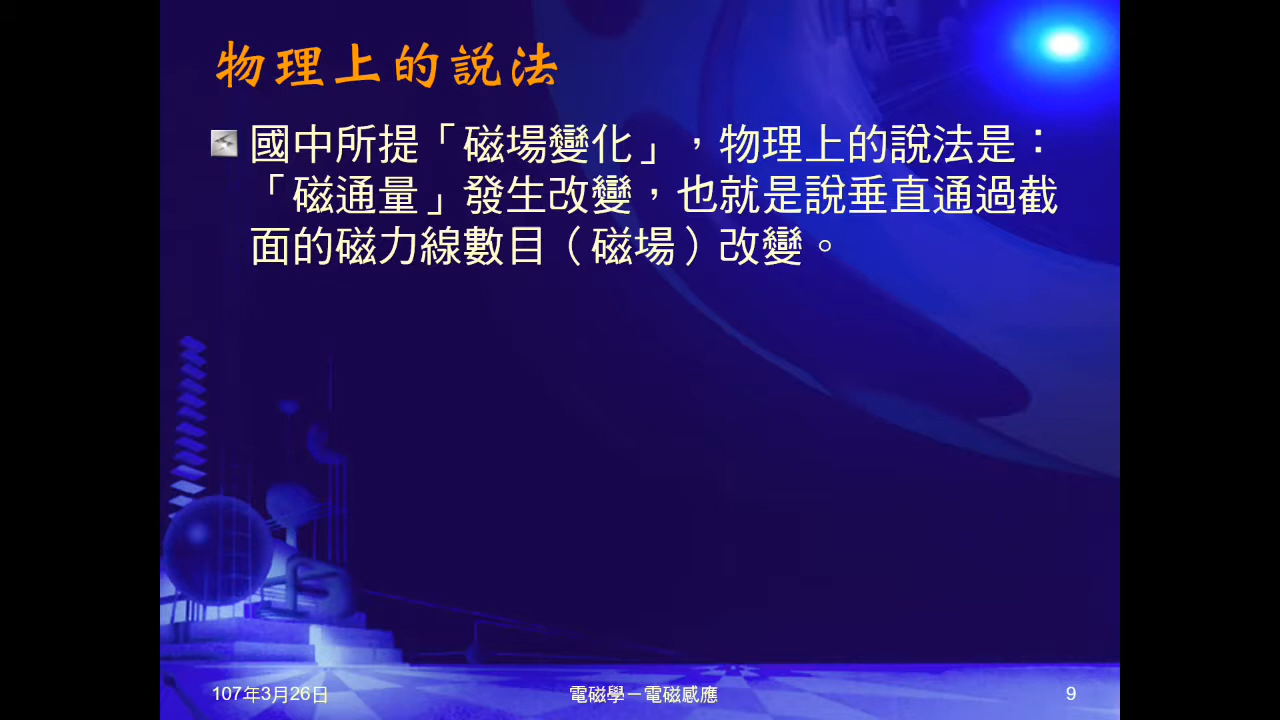 物理上的說法
國中所提「磁場變化」，物理上的說法是：
「磁通量」發生改變，也就是說垂直通過截
面的磁力線數目（磁場）改變。
107年3月26日
電磁學－電磁感應
9